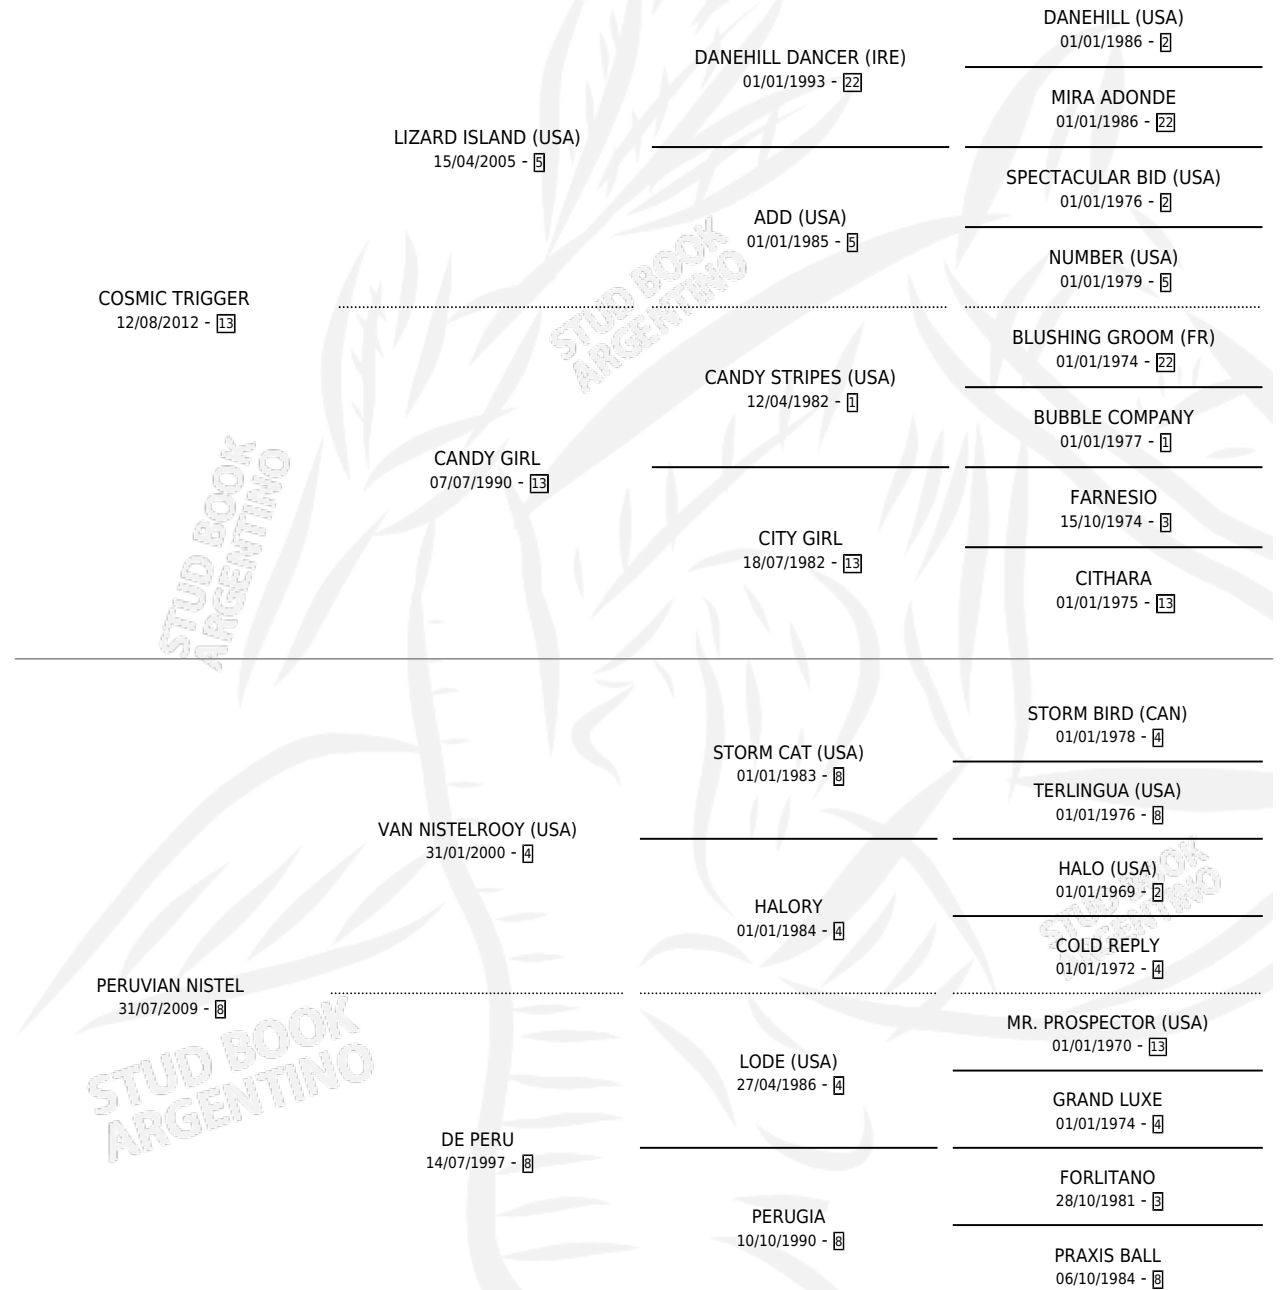 DANEHILL (USA)
01/01/1986 - 2
DANEHILL DANCER (IRE)
01/01/1993 - 22
MIRA ADONDE
01/01/1986 - 22
LIZARD ISLAND (USA)
15/04/2005 - 5
SPECTACULAR BID (USA)
01/01/1976 - 2
ADD (USA)
01/01/1985 - 5
NUMBER (USA)
01/01/1979 - 5
COSMIC TRIGGER
12/08/2012 - 13
STUD BOOK
ARGENTINO
BLUSHING GROOM (FR)
01/01/1974 - 22
CANDY STRIPES (USA)
12/04/1982 - 1
BUBBLE COMPANY
01/01/1977 - 1
CANDY GIRL
07/07/1990 - 13
FARNESIO
15/10/1974 - 3
CITY GIRL
18/07/1982 - 13
CITHARA
01/01/1975 - 13
STUD BOOK
ARGENTINO
STORM BIRD (CAN)
01/01/1978 - 4
STORM CAT (USA)
01/01/1983 - 8
TERLINGUA (USA)
01/01/1976 - 8
VAN NISTELROOY (USA)
31/01/2000 - 4
HALO (USA)
01/01/1969 - 2
HALORY
01/01/1984 - 4
COLD REPLY
01/01/1972 - 4
STUD BOOK
ARGENTINO
PERUVIAN NISTEL
31/07/2009 - 8
MR. PROSPECTOR (USA)
01/01/1970 - 13
LODE (USA)
27/04/1986 - 4
GRAND LUXE
01/01/1974 - 4
STUD BOOK
ARGENTINO
DE PERU
14/07/1997 - 8
FORLITANO
28/10/1981 - 3
PERUGIA
10/10/1990 - 8
PRAXIS BALL
06/10/1984 - 8